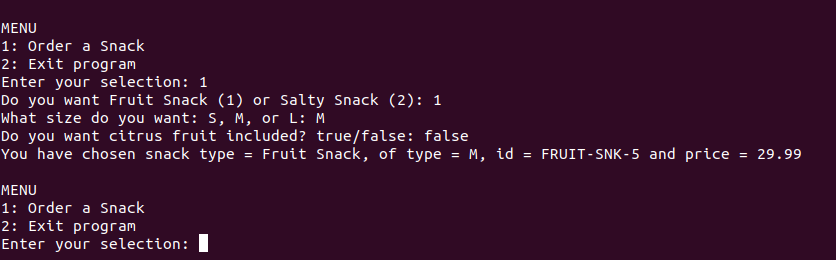 MENU
1: Order a Snack
2: Exit program
Enter your selection: 1
Do you want Fruit Snack (1) or Salty Snack (2): 1
What size do you want: S, M, or L: M
Do you want citrus fruit included? true/false: false
You have chosen snack type = Fruit Snack, of type = M, id = FRUIT-SNK-5 and price = 29.99
MENU
1: Order a Snack
2: Exit program
Enter your selection: